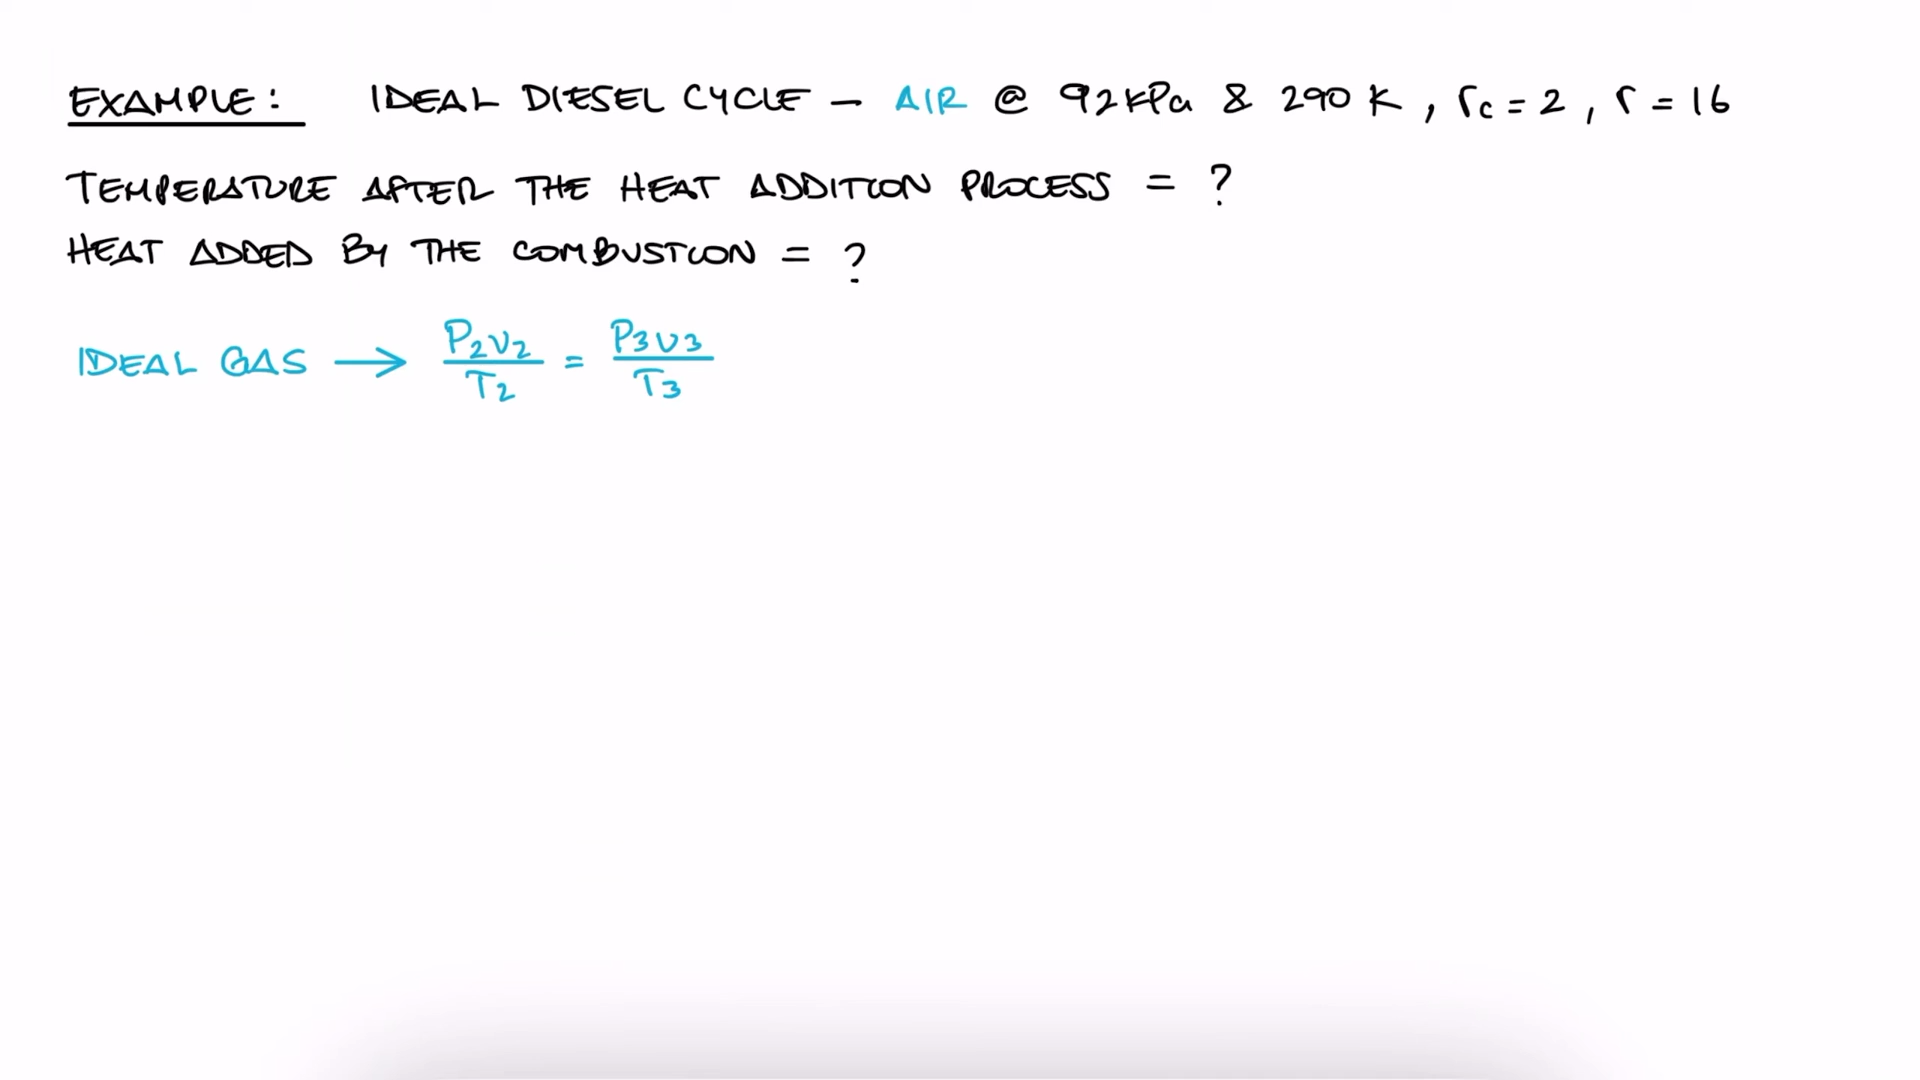 EXAMPLE: IDEAL DIESEL CYCLE – AIR @ 92kPa & 290 K, rc = 2, r = 16
TEMPERATURE AFTER THE HEAT ADDITION PROCESS = ?
HEAT ADDED BY THE COMBUSTION = ?
IDEAL GAS → P2v2/T2 = P3v3/T3